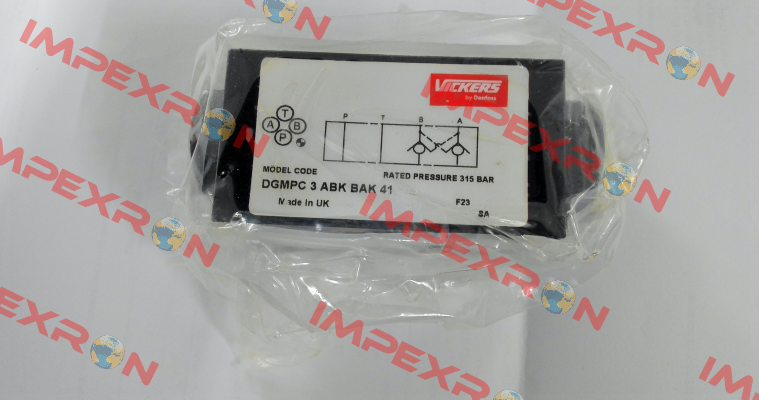 VICKERS
by Danfoss
T
A B
P
P T B A
MODEL CODE
RATED PRESSURE 315 BAR
DGMPC 3 ABK BAK 41
Made in UK
F23
SA
IMPEXRON
IMPEXRON
IMPEXRON
IMPEXRON
IMPEXRON
IMPEXRON
IMPEXRON
IMPEXRON